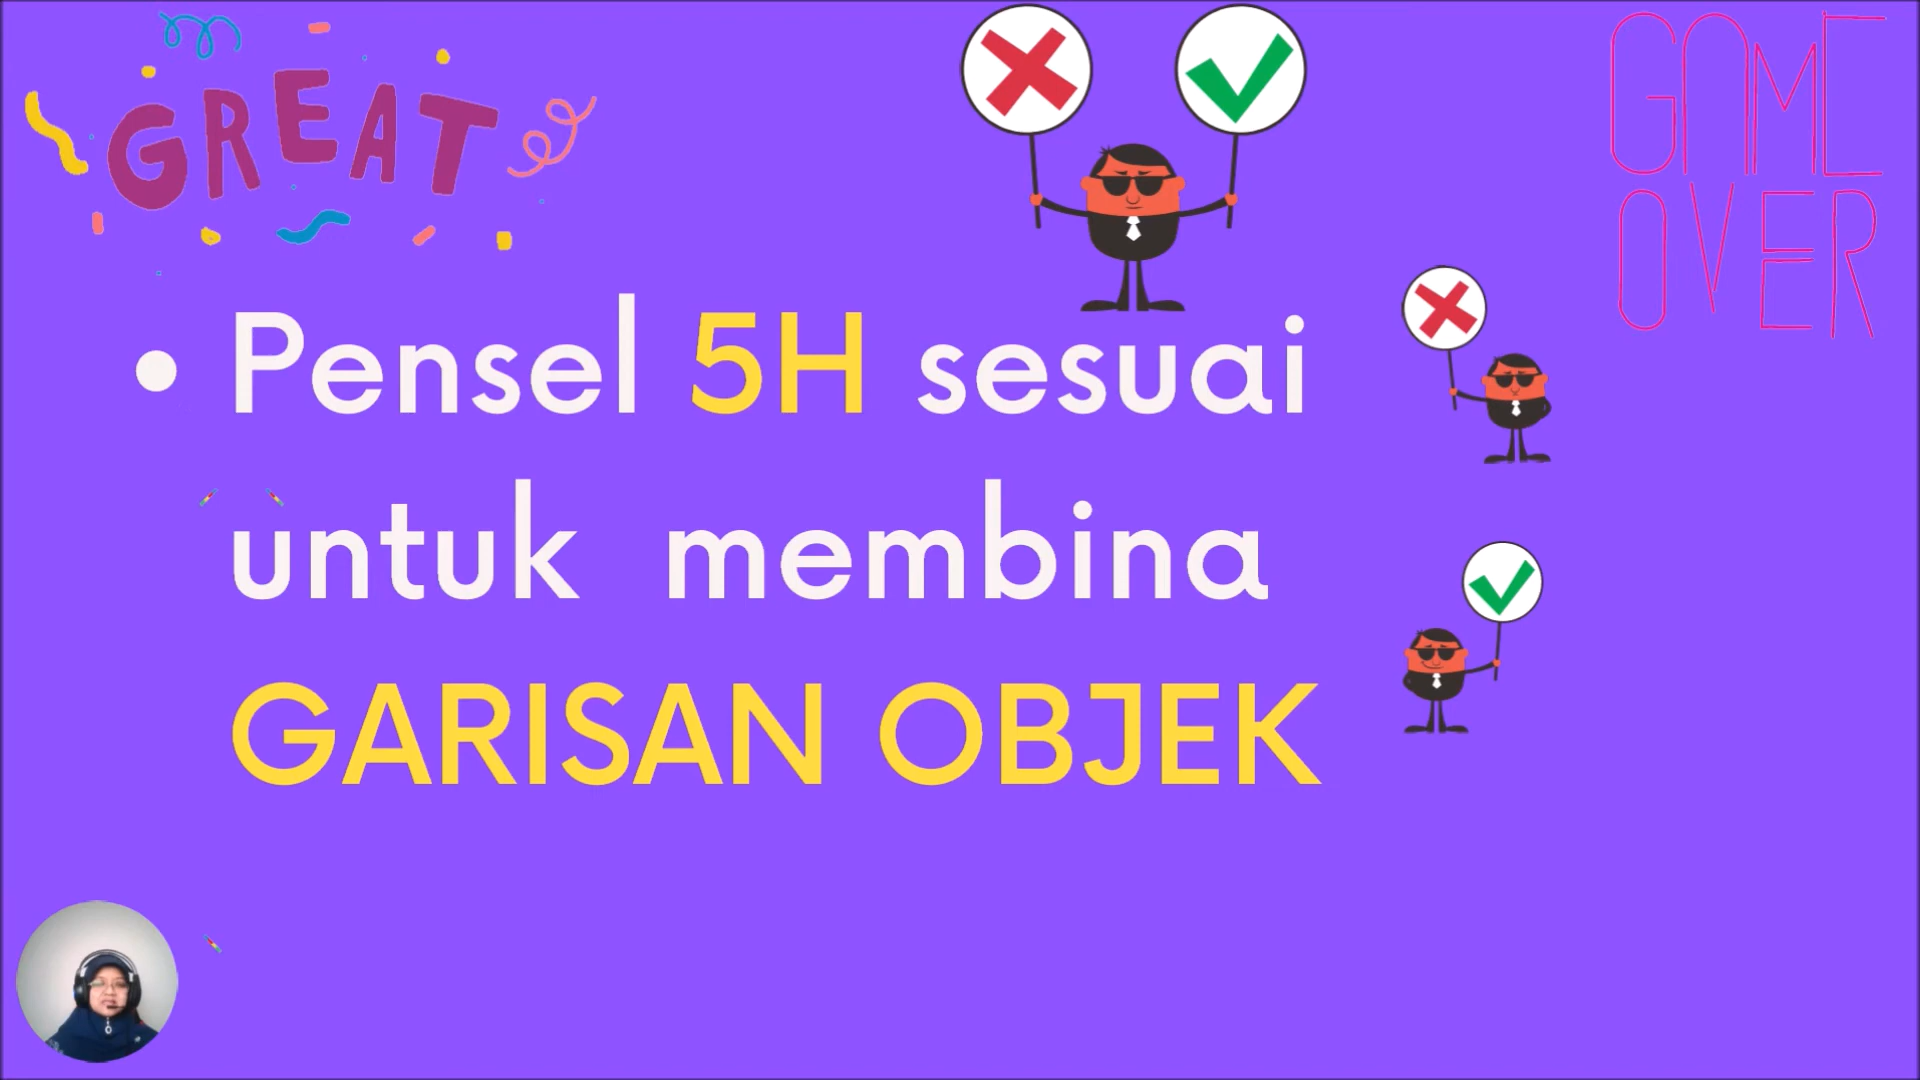 GREAT
GAME
OVER
• Pensel 5H sesuai
untuk membina
GARISAN OBJEK